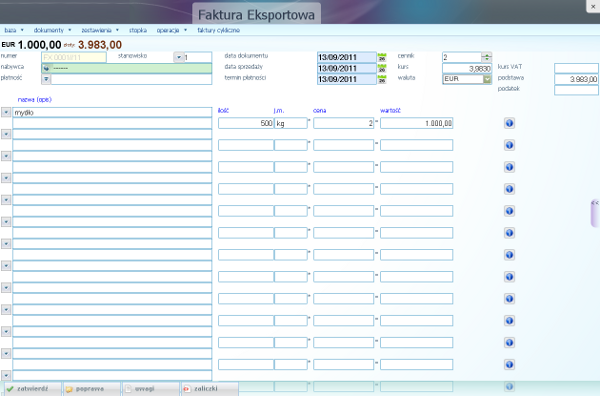 Faktura Eksportowa
baza dokumenty zestawienia stopka operacje faktury cykliczne
EUR 1.000,00 złoty: 3.983,00
numer FX 0001/11 stanowisko 1 data dokumentu 13/09/2011 cennik 2
nabywca ------ data sprzedaży 13/09/2011 kurs 3,9830 kurs VAT
płatność termin płatności 13/09/2011 waluta EUR podstawa 3.983,00
podatek
nazwa (opis) ilość j.m. cena wartość
mydło 500 kg * 2 = 1.000,00
zatwierdź poprawa uwagi zaliczki